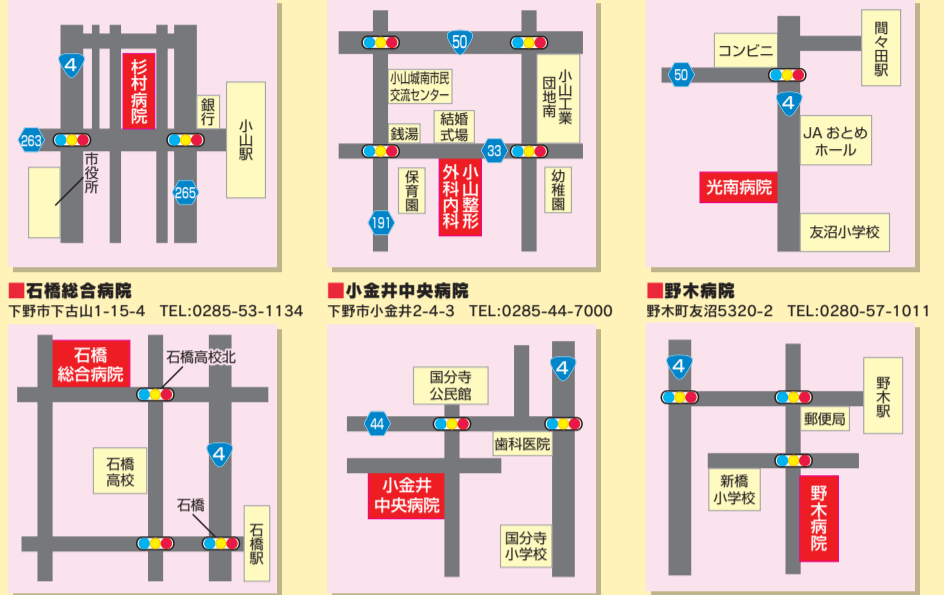 4
杉村病院
銀行
小山駅
263
市役所
265
50
小山城南市民
交流センター
小山工業
団地南
銭湯
結婚
式場
33
保育園
小山整形
外科内科
幼稚園
191
コンビニ
間々田駅
50
4
JAおとめ
ホール
光南病院
友沼小学校
■石橋総合病院
下野市下古山1-15-4 TEL:0285-53-1134
石橋
総合病院
石橋高校北
石橋
高校
4
石橋
石橋駅
■小金井中央病院
下野市小金井2-4-3 TEL:0285-44-7000
国分寺
公民館
4
44
歯科医院
小金井
中央病院
国分寺
小学校
■野木病院
野木町友沼5320-2 TEL:0280-57-1011
4
野木駅
郵便局
新橋
小学校
野木病院